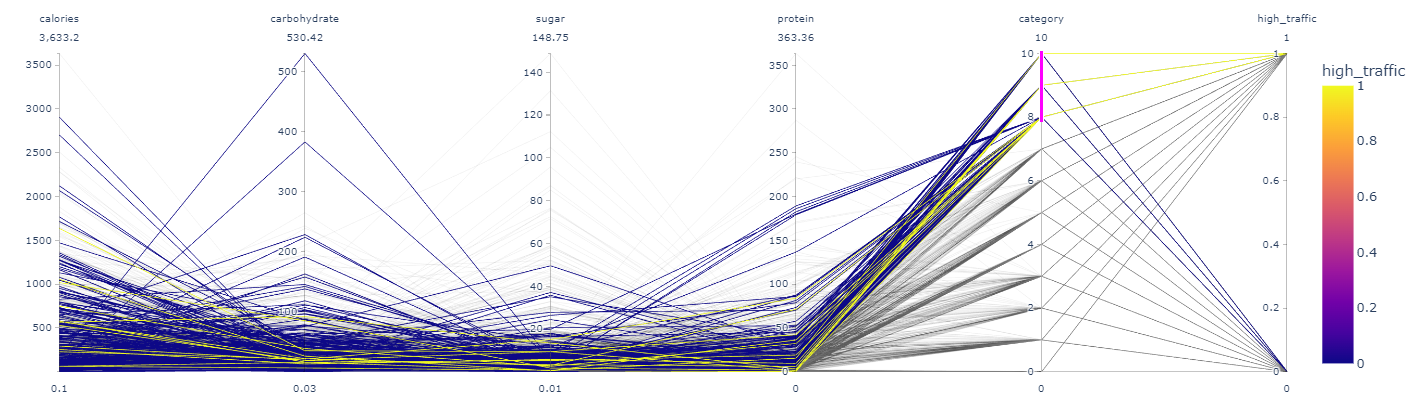 calories carbohydrate sugar protein category high_traffic
3,633.2 530.42 148.75 363.36 10 1
3500 3000 2500 2000 1500 1000 500
500 400 300 200 100
140 120 100 80 60 40 20
350 300 250 200 150 100 50 0
10 8 6 4 2 0
1 0.8 0.6 0.4 0.2 0
0.1 0.03 0.01 0 0 0
high_traffic
1
0.8
0.6
0.4
0.2
0